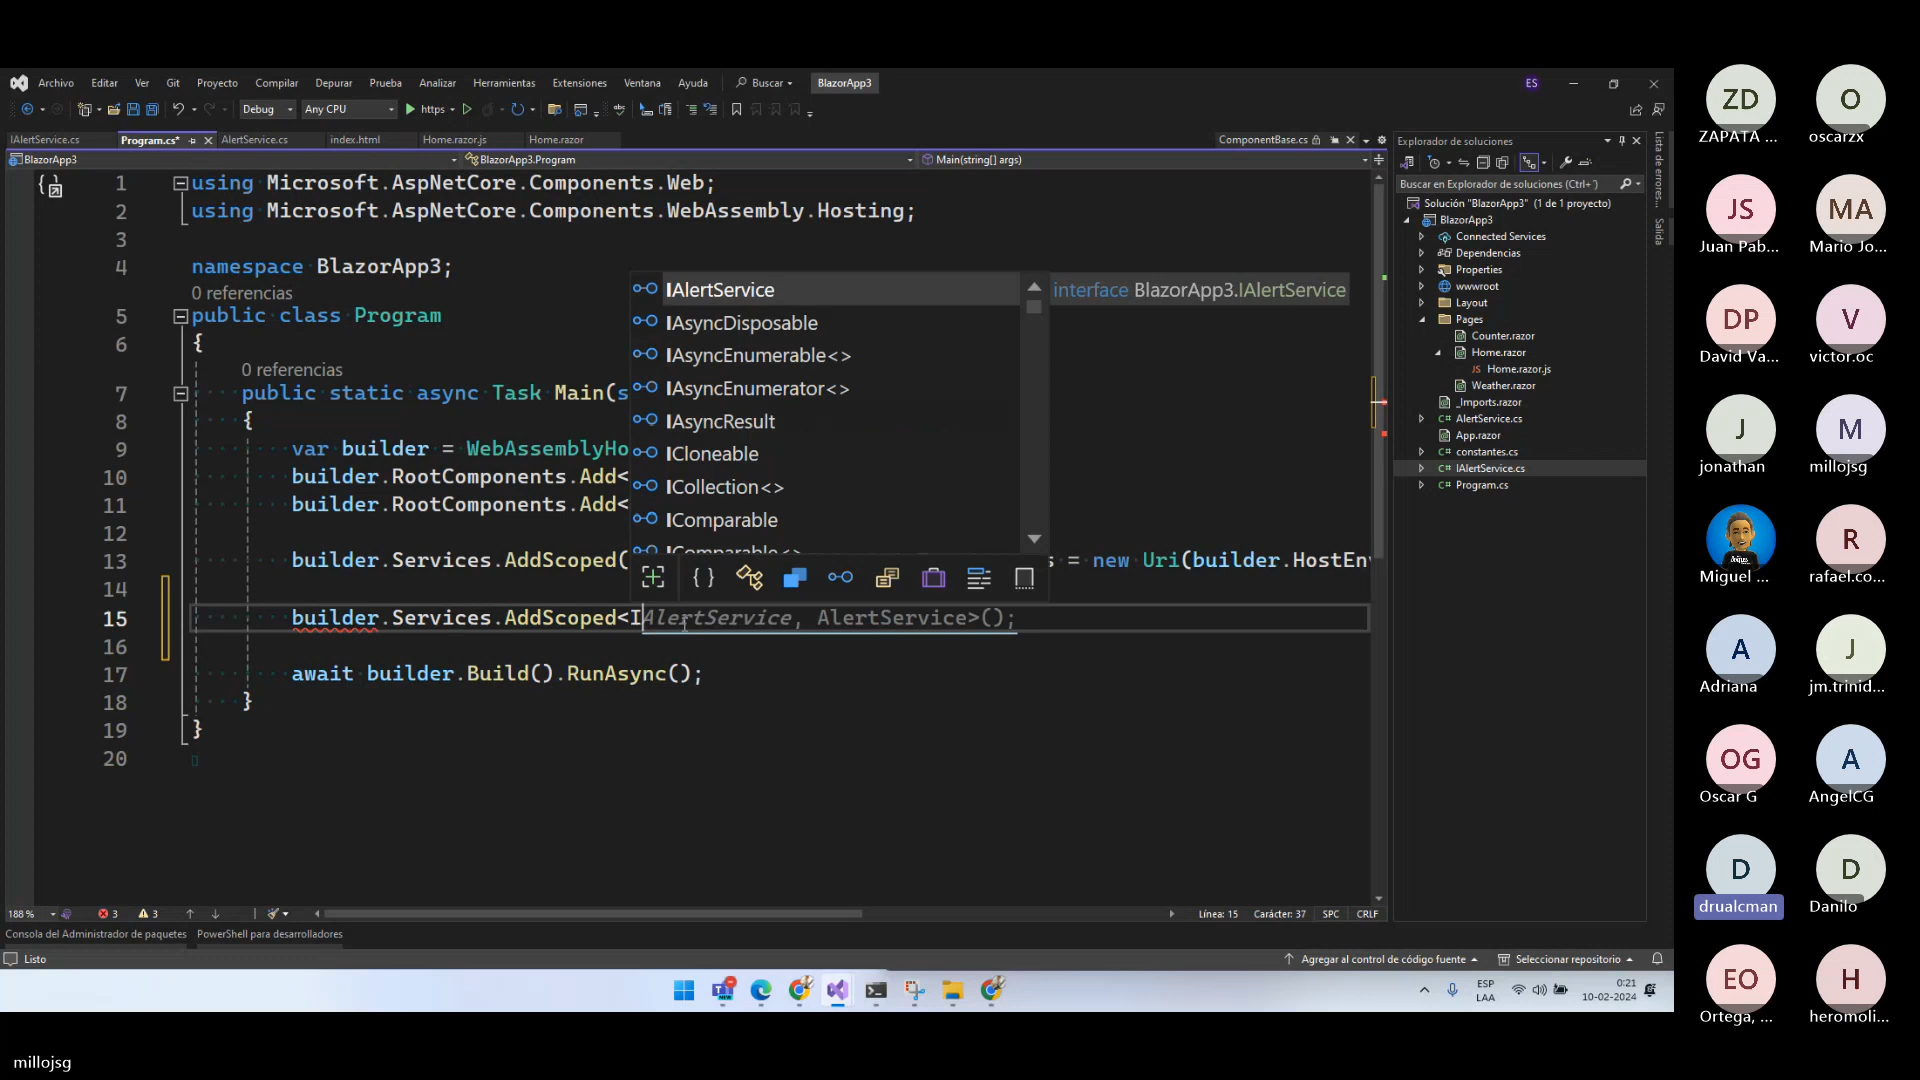 Archivo Editar Ver Git Proyecto Compilar Depurar Prueba Analizar Herramientas Extensiones Ventana Ayuda Buscar BlazorApp3 ES
Debug Any CPU https
IAlertService.cs Program.cs* AlertService.cs index.html Home.razor.js Home.razor ComponentBase.cs
BlazorApp3 BlazorApp3.Program Main(string[] args)
1 using Microsoft.AspNetCore.Components.Web;
2 using Microsoft.AspNetCore.Components.WebAssembly.Hosting;
3
4 namespace BlazorApp3;
0 referencias
5 public class Program
6 {
0 referencias
7 public static async Task Main(s
8 {
9 var builder = WebAssemblyHo
10 builder.RootComponents.Add<
11 builder.RootComponents.Add<
12
13 builder.Services.AddScoped( s = new Uri(builder.HostEnv
14
15 builder.Services.AddScoped<IAlertService, AlertService>();
16
17 await builder.Build().RunAsync();
18 }
19 }
20
IAlertService
IAsyncDisposable
IAsyncEnumerable<>
IAsyncEnumerator<>
IAsyncResult
ICloneable
ICollection<>
IComparable
IComparable<>
interface BlazorApp3.IAlertService
188 % 3 3 Línea: 15 Carácter: 37 SPC CRLF
Consola del Administrador de paquetes PowerShell para desarrolladores
Listo Agregar al control de código fuente Seleccionar repositorio
Explorador de soluciones
Buscar en Explorador de soluciones (Ctrl+´)
Solución "BlazorApp3" (1 de 1 proyecto)
BlazorApp3
Connected Services
Dependencias
Properties
wwwroot
Layout
Pages
Counter.razor
Home.razor
JS Home.razor.js
Weather.razor
_Imports.razor
C# AlertService.cs
App.razor
C# constantes.cs
C# IAlertService.cs
C# Program.cs
Lista de errores...
Salida
ESP
LAA
0:21
10-02-2024
ZD O
ZAPATA ... oscarzx
JS MA
Juan Pab... Mario Jo...
DP V
David Va... victor.oc
J M
jonathan millojsg
R
Miguel ... rafael.co...
A J
Adriana jm.trinid...
OG A
Oscar G AngelCG
D D
drualcman Danilo
EO H
Ortega, ... heromoli...
millojsg